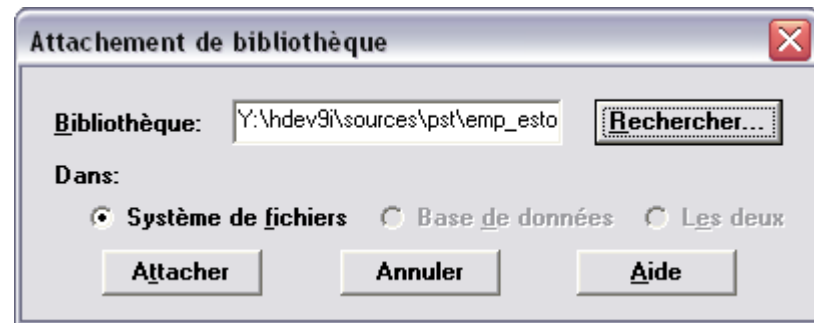 Attachement de bibliothèque
Bibliothèque: Y:\hdev9i\sources\pst\emp_esto Rechercher...
Dans:
Système de fichiers Base de données Les deux
Attacher Annuler Aide